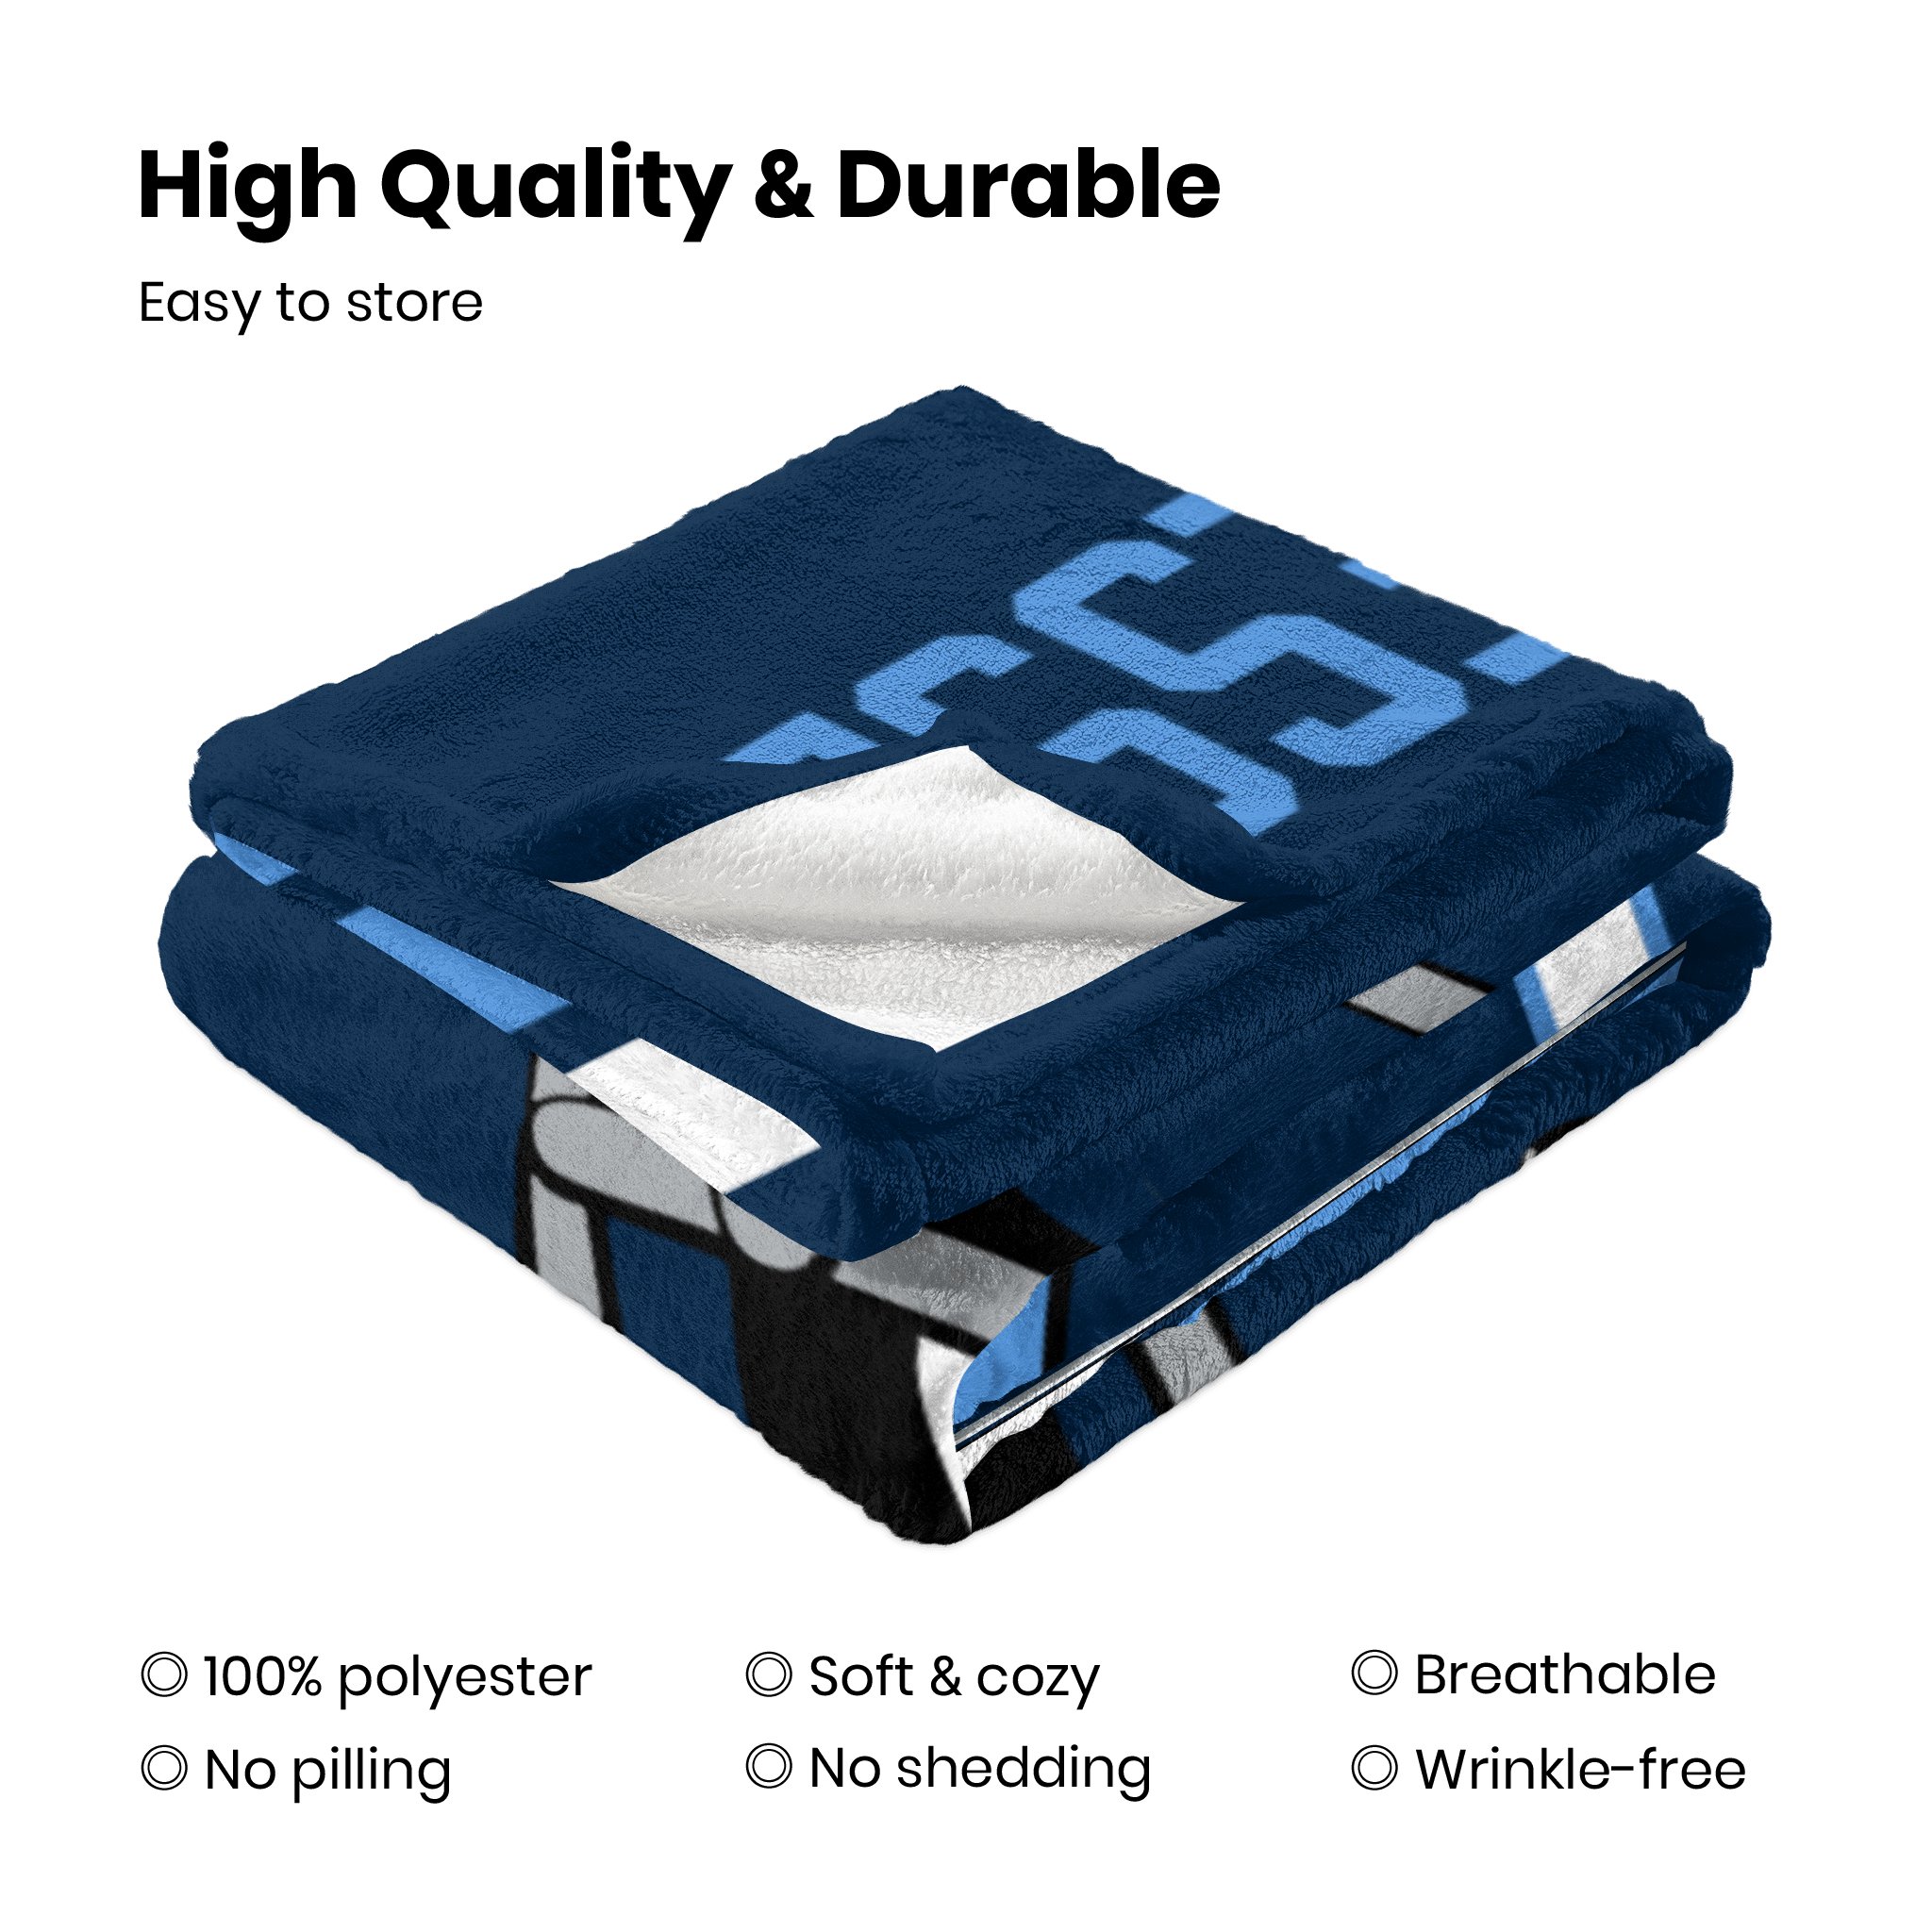 High Quality & Durable
Easy to store
100% polyester
Soft & cozy
Breathable
No pilling
No shedding
Wrinkle-free